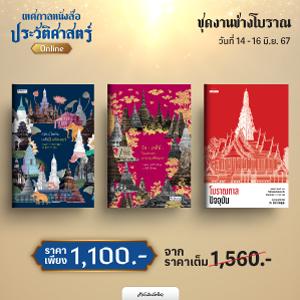 เทศกาลหนังสือ
ประวัติศาสตร์
Online
ชุดงานช่างโบราณ
วันที่ 14 - 16 มิ.ย. 67
โบราณกาล
ปัจจุบัน
ราคา
เพียง 1,100.-
จาก
ราคาเต็ม 1,560.-